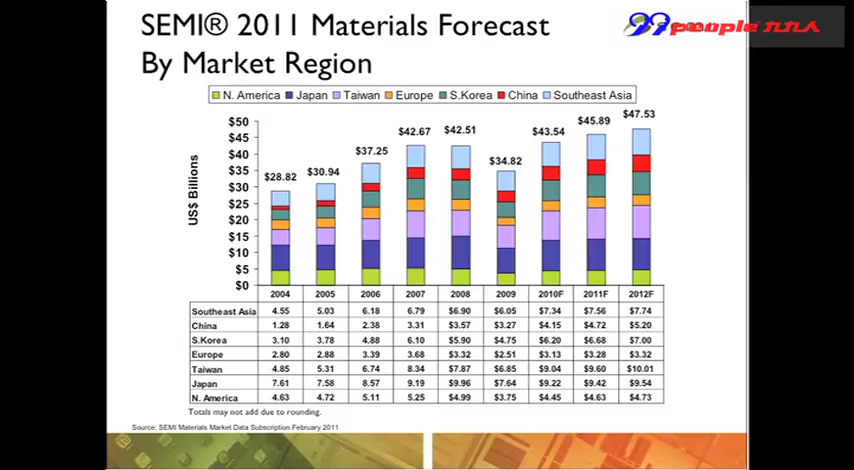 SEMI® 2011 Materials Forecast
By Market Region
people 인사人
N. America Japan Taiwan Europe S.Korea China Southeast Asia
US$ Billions
$50
$45
$40
$35
$30
$25
$20
$15
$10
$5
$0
$28.82 $30.94 $37.25 $42.67 $42.51 $34.82 $43.54 $45.89 $47.53
2004 2005 2006 2007 2008 2009 2010F 2011F 2012F
Southeast Asia 4.55 5.03 6.18 6.79 $6.90 $6.05 $7.34 $7.56 $7.74
China 1.28 1.64 2.38 3.31 $3.57 $3.27 $4.15 $4.72 $5.20
S.Korea 3.10 3.78 4.88 6.10 $5.90 $4.75 $6.20 $6.68 $7.00
Europe 2.80 2.88 3.39 3.68 $3.32 $2.51 $3.13 $3.28 $3.32
Taiwan 4.85 5.31 6.74 8.34 $7.87 $6.85 $9.04 $9.60 $10.01
Japan 7.61 7.58 8.57 9.19 $9.96 $7.64 $9.22 $9.42 $9.54
N. America 4.63 4.72 5.11 5.25 $4.99 $3.75 $4.45 $4.63 $4.73
Totals may not add due to rounding.
Source: SEMI Materials Market Data Subscription February 2011